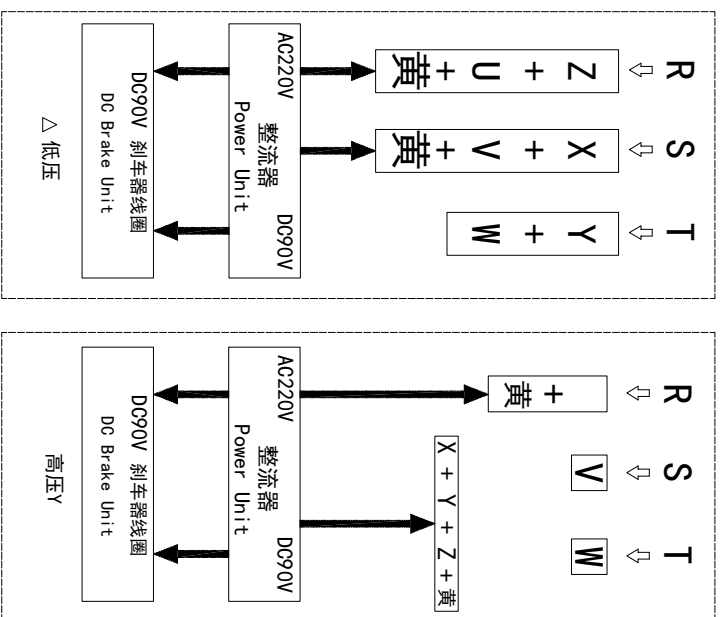 R S T
Z + U +黄
X + V +黄
Y + W
AC220V
DC90V
整流器
Power Unit
DC90V 刹车器线圈
DC Brake Unit
△ 低压
R S T
+ 黄
V
W
X + Y + Z +黄
AC220V
DC90V
整流器
Power Unit
DC90V 刹车器线圈
DC Brake Unit
高压Y